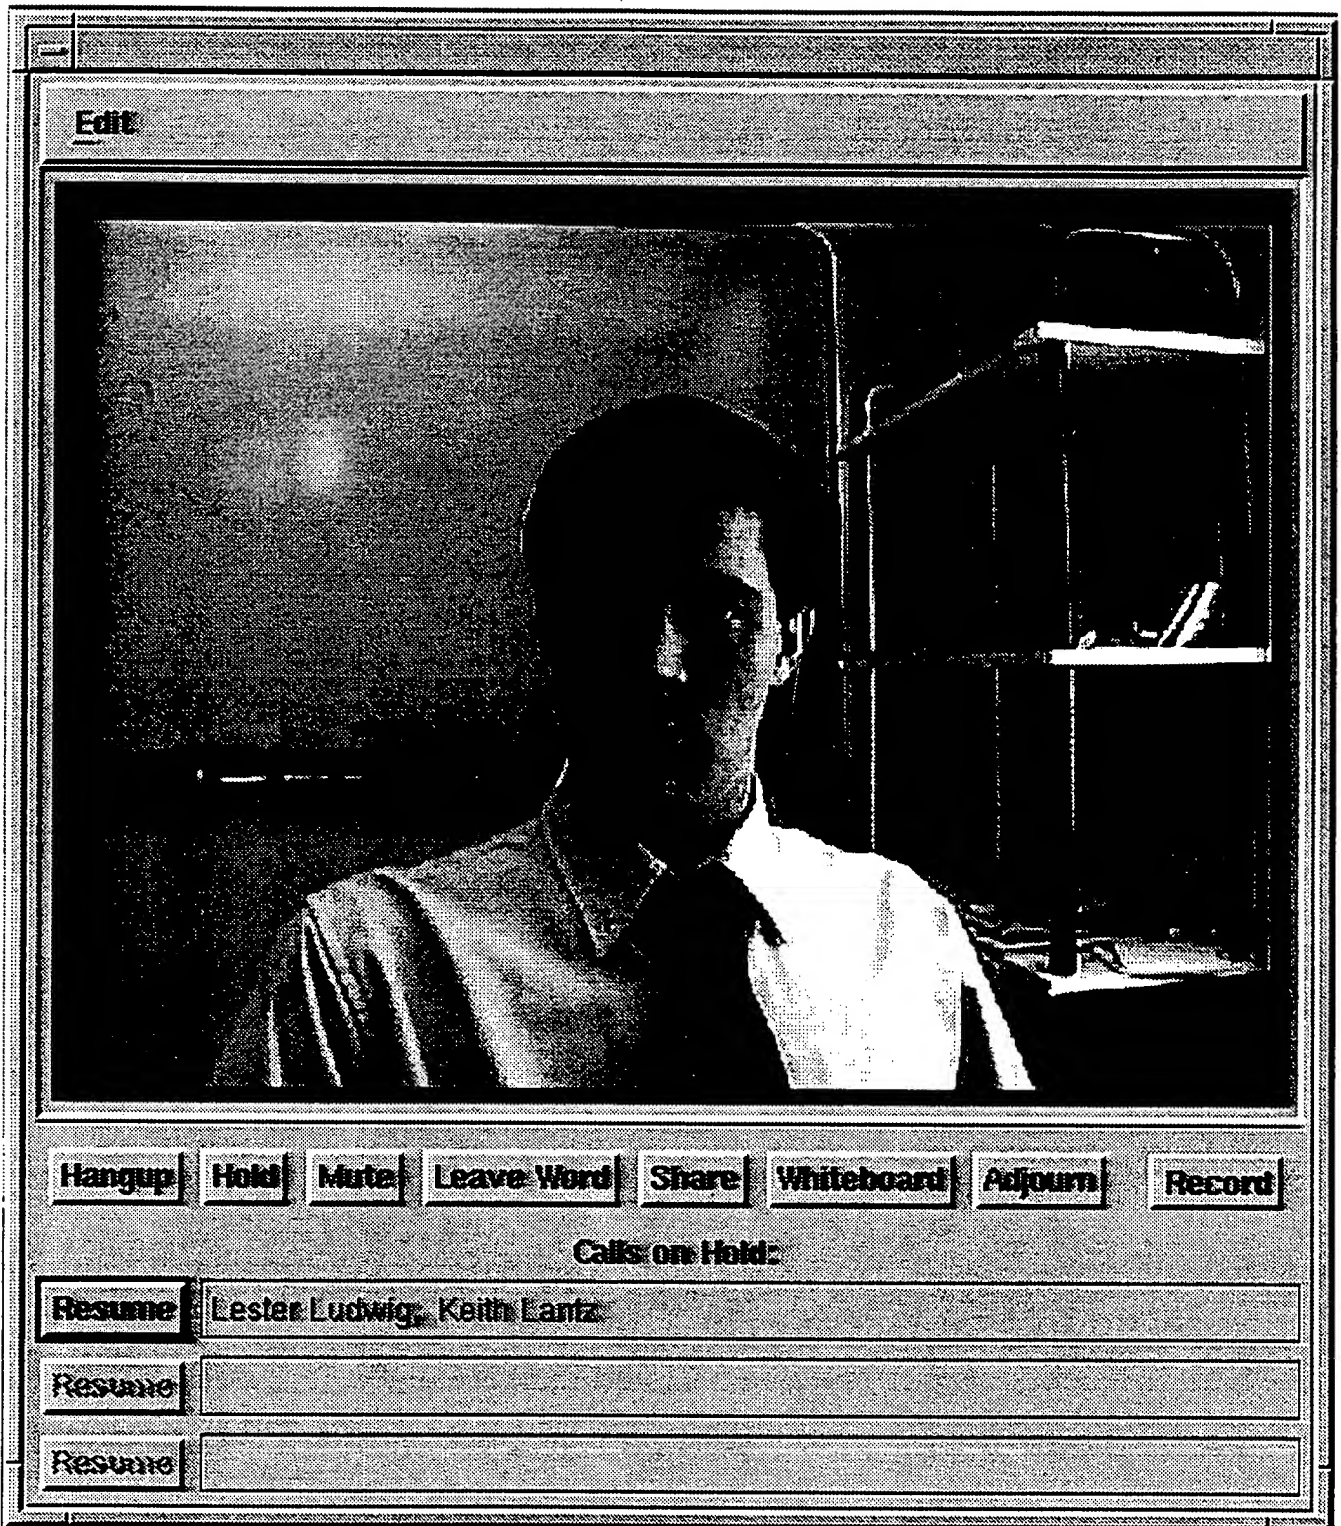 Edit
Hangup Hold Mute Leave Word Share Whiteboard Adjourn Record
Calls on Hold:
Resume Lester Ludwig, Keith Lantz
Resume
Resume